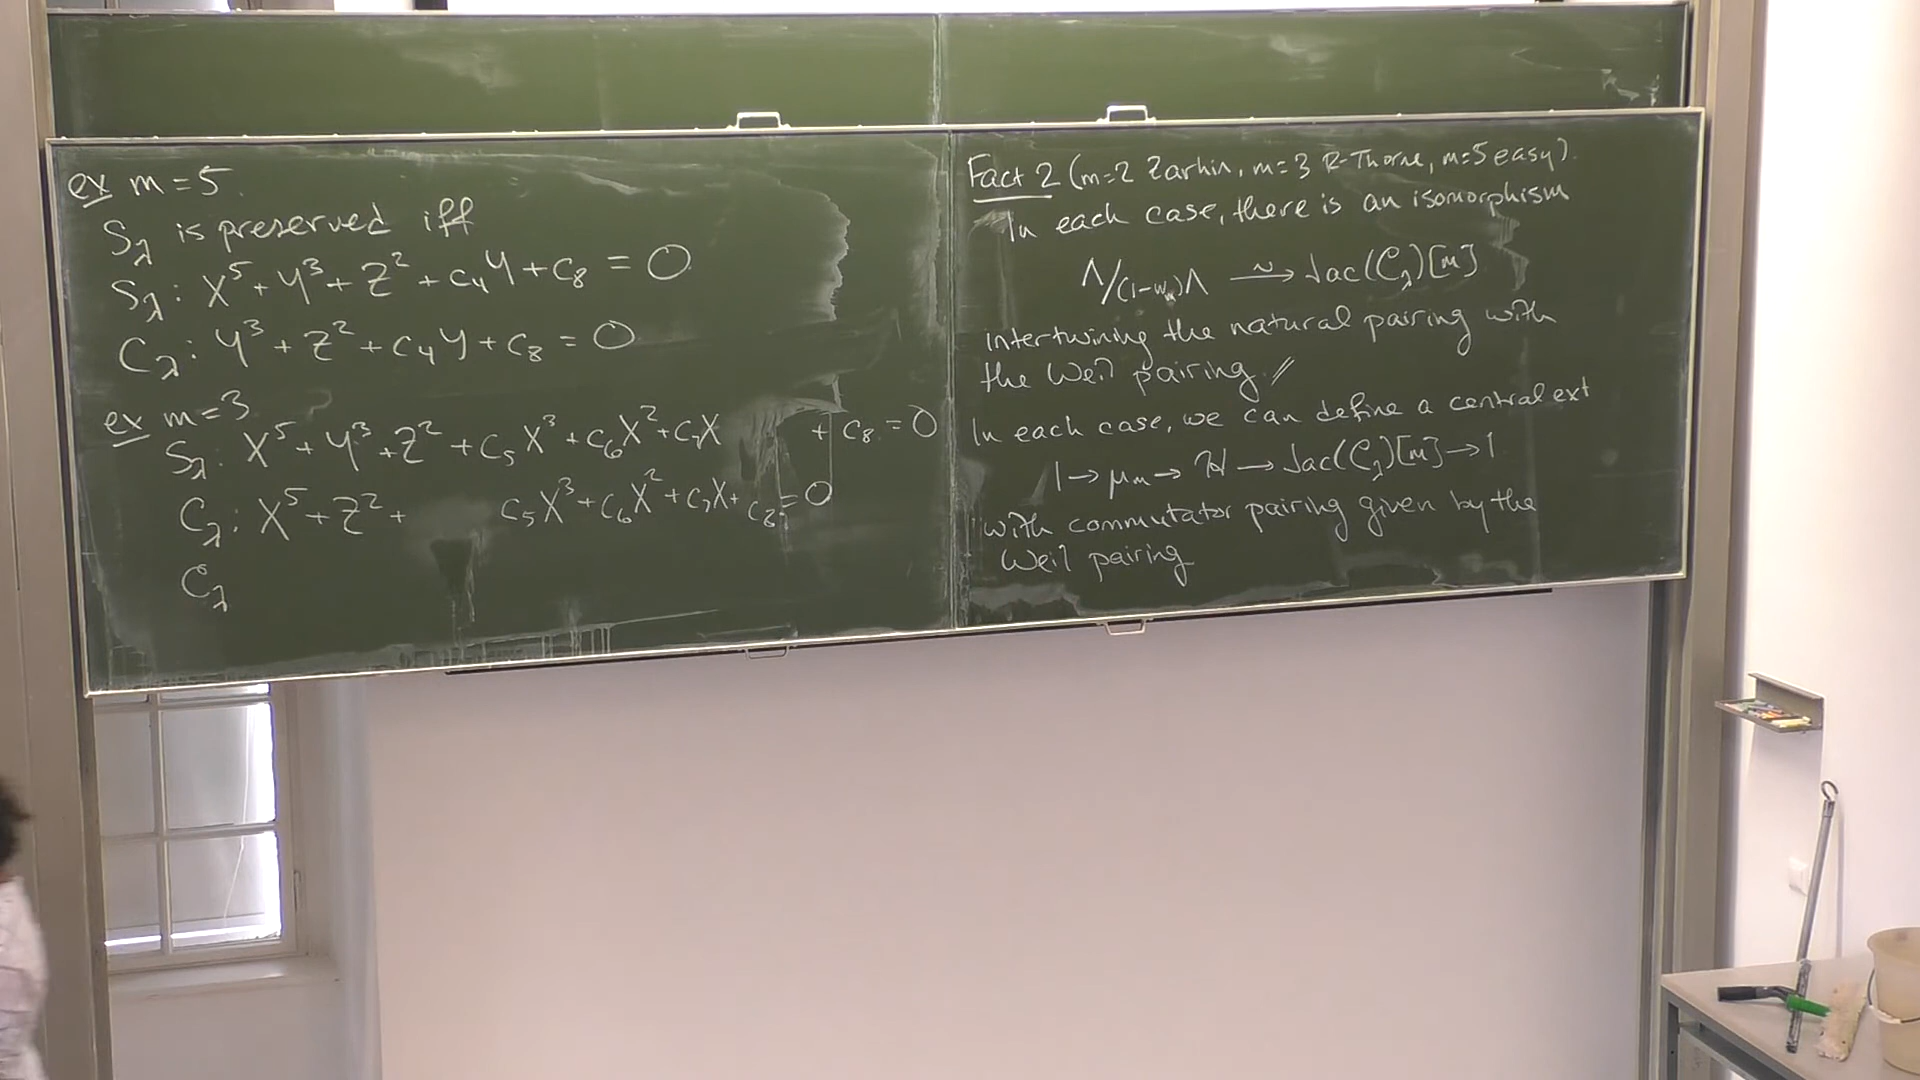 ex m = 5.
S_λ is preserved iff
S_λ : X^5 + Y^3 + Z^2 + c_4 Y + c_8 = 0
C_λ : Y^3 + Z^2 + c_4 Y + c_8 = 0
ex m = 3
S_λ : X^5 + Y^3 + Z^2 + c_5 X^3 + c_6 X^2 + c_7 X + c_8 = 0
C_λ : X^5 + Z^2 + c_5 X^3 + c_6 X^2 + c_7 X + c_8 = 0
C°_λ
Fact 2 (m=2 Zarhin, m=3 R-Thorne, m=5 easy).
In each case, there is an isomorphism
Λ/(1-w_m)Λ ~→ Jac(C_λ)[m]
intertwining the natural pairing with
the Weil pairing. //
In each case, we can define a central ext
1 → μ_m → H → Jac(C_λ)[m] → 1
with commutator pairing given by the
Weil pairing